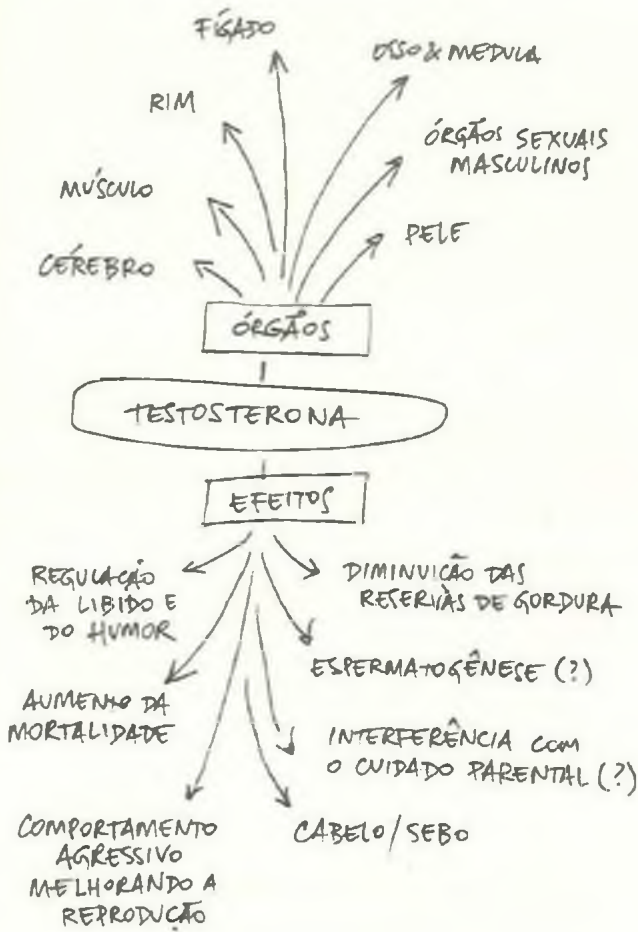 FÍGADO
OSSO & MEDULA
RIM
ÓRGÃOS SEXUAIS
MASCULINOS
MÚSCULO
PELE
CÉREBRO
ÓRGÃOS
TESTOSTERONA
EFEITOS
REGULAÇÃO
DA LIBIDO E
DO HUMOR
DIMINUIÇÃO DAS
RESERVAS DE GORDURA
ESPERMATOGÊNESE (?)
AUMENTO DA
MORTALIDADE
INTERFERÊNCIA COM
O CUIDADO PARENTAL (?)
COMPORTAMENTO
AGRESSIVO
MELHORANDO A
REPRODUÇÃO
CABELO/SEBO